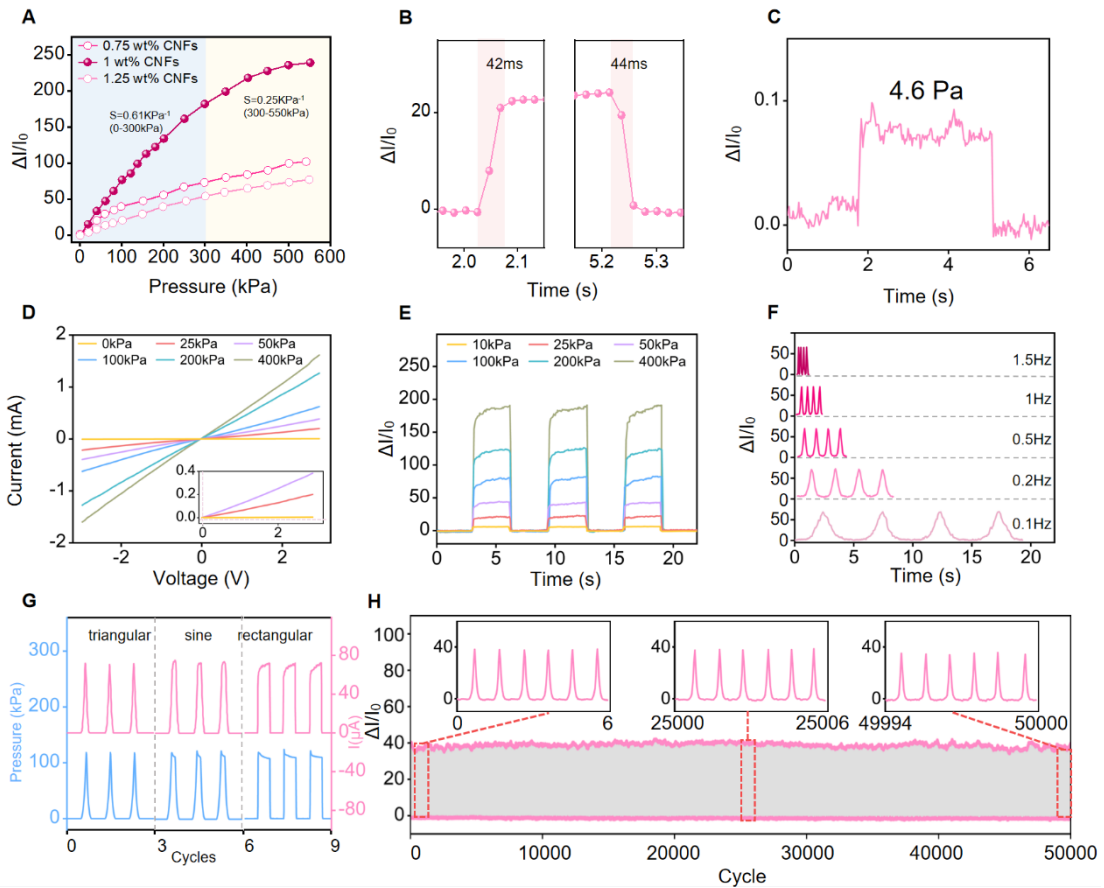 A
ΔI/I₀
250
200
150
100
50
0
0.75 wt% CNFs
1 wt% CNFs
1.25 wt% CNFs
S=0.61KPa⁻¹
(0-300kPa)
S=0.25KPa⁻¹
(300-550kPa)
0 100 200 300 400 500 600
Pressure (kPa)
B
ΔI/I₀
20
0
42ms
44ms
2.0 2.1 5.2 5.3
Time (s)
C
ΔI/I₀
0.1
0.0
4.6 Pa
0 2 4 6
Time (s)
D
Current (mA)
2
1
0
-1
-2
0kPa 25kPa 50kPa
100kPa 200kPa 400kPa
0.4
0.2
0.0
0 2
-2 0 2
Voltage (V)
E
ΔI/I₀
250
200
150
100
50
0
10kPa 25kPa 50kPa
100kPa 200kPa 400kPa
0 5 10 15 20
Time (s)
F
ΔI/I₀
50
0
1.5Hz
50
0
1Hz
50
0
0.5Hz
50
0
0.2Hz
50
0
0.1Hz
0 5 10 15 20
Time (s)
G
Pressure (kPa)
300
200
100
0
triangular sine rectangular
80
40
0
-40
-80
I(μA)
0 3 6 9
Cycles
H
ΔI/I₀
100
80
60
40
20
0
40
0
0 6
40
0
25000 25006
40
0
49994 50000
0 10000 20000 30000 40000 50000
Cycle